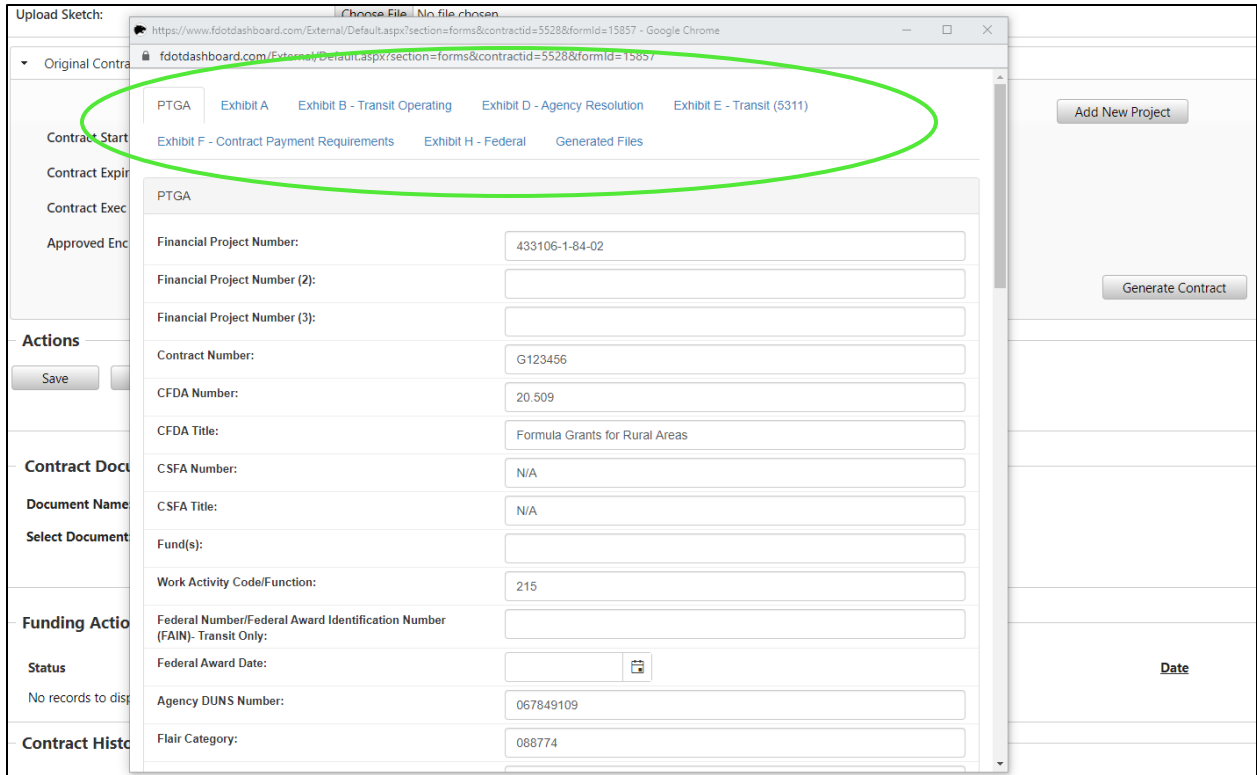 Upload Sketch: Choose File No file chosen
https://www.fdotdashboard.com/External/Default.aspx?section=forms&contractid=5528&formId=15857 - Google Chrome
fdotdashboard.com/External/Default.aspx?section=forms&contractid=5528&formId=15857
Original Contra
PTGA Exhibit A Exhibit B - Transit Operating Exhibit D - Agency Resolution Exhibit E - Transit (5311)
Add New Project
Contract Start
Exhibit F - Contract Payment Requirements Exhibit H - Federal Generated Files
Contract Expir
PTGA
Contract Exec
Approved Enc
Financial Project Number: 433106-1-84-02
Financial Project Number (2):
Generate Contract
Financial Project Number (3):
Actions
Contract Number: G123456
Save
CFDA Number: 20.509
CFDA Title: Formula Grants for Rural Areas
Contract Docu
CSFA Number: N/A
Document Name
CSFA Title: N/A
Select Document
Fund(s):
Work Activity Code/Function: 215
Funding Actio
Federal Number/Federal Award Identification Number
(FAIN)- Transit Only:
Status
Federal Award Date:
Date
No records to disp
Agency DUNS Number: 067849109
Contract Histo
Flair Category: 088774